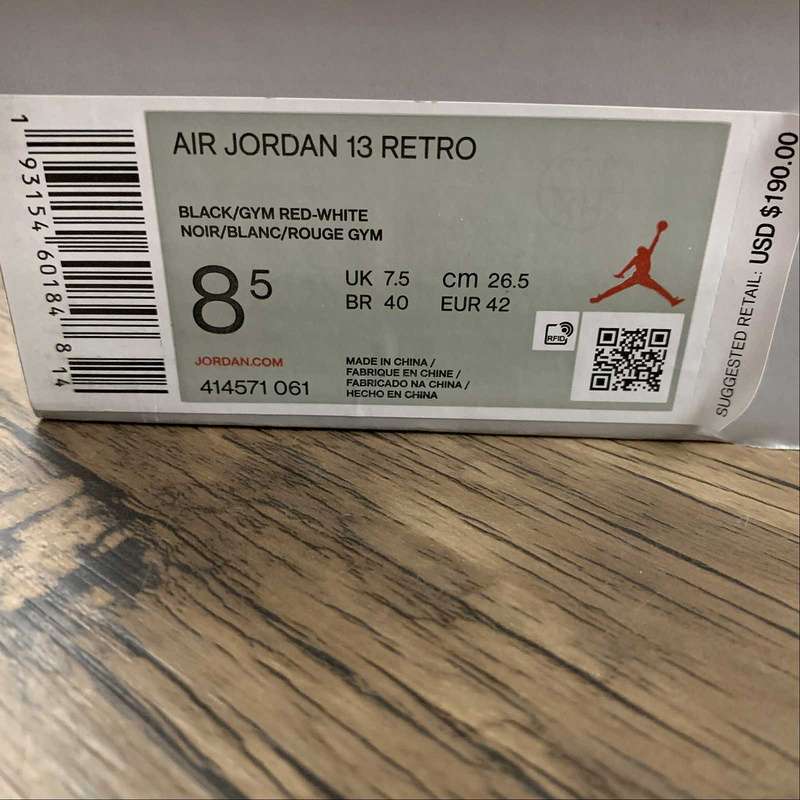 AIR JORDAN 13 RETRO
BLACK/GYM RED-WHITE
NOIR/BLANC/ROUGE GYM
8 5
UK 7.5 cm 26.5
BR 40 EUR 42
JORDAN.COM
414571 061
MADE IN CHINA /
FABRIQUE EN CHINE /
FABRICADO NA CHINA /
HECHO EN CHINA
RFID
SUGGESTED RETAIL: USD $190.00
1 93154 60184 8 14